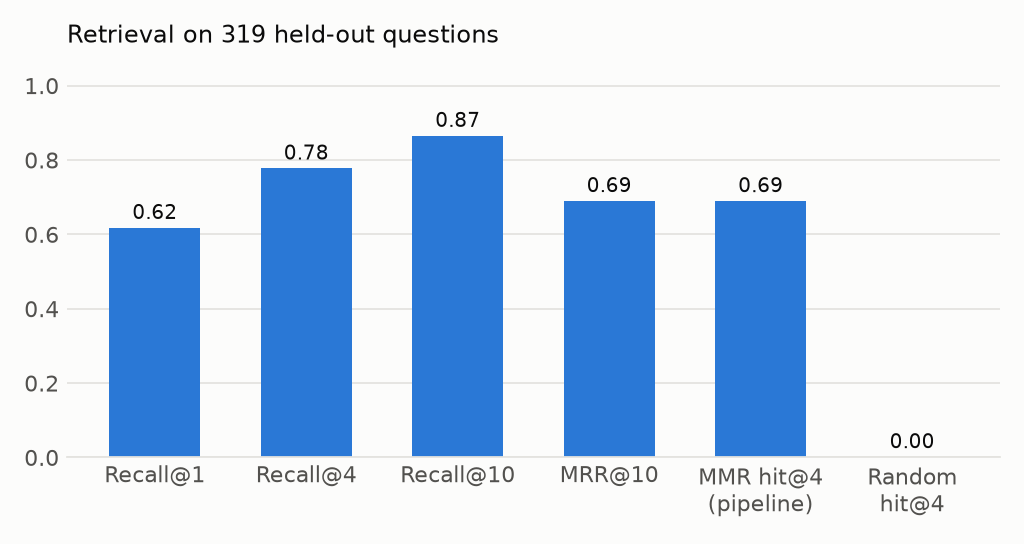 Retrieval on 319 held-out questions
1.0
0.8
0.6
0.4
0.2
0.0
0.62
0.78
0.87
0.69
0.69
0.00
Recall@1
Recall@4
Recall@10
MRR@10
MMR hit@4
(pipeline)
Random
hit@4